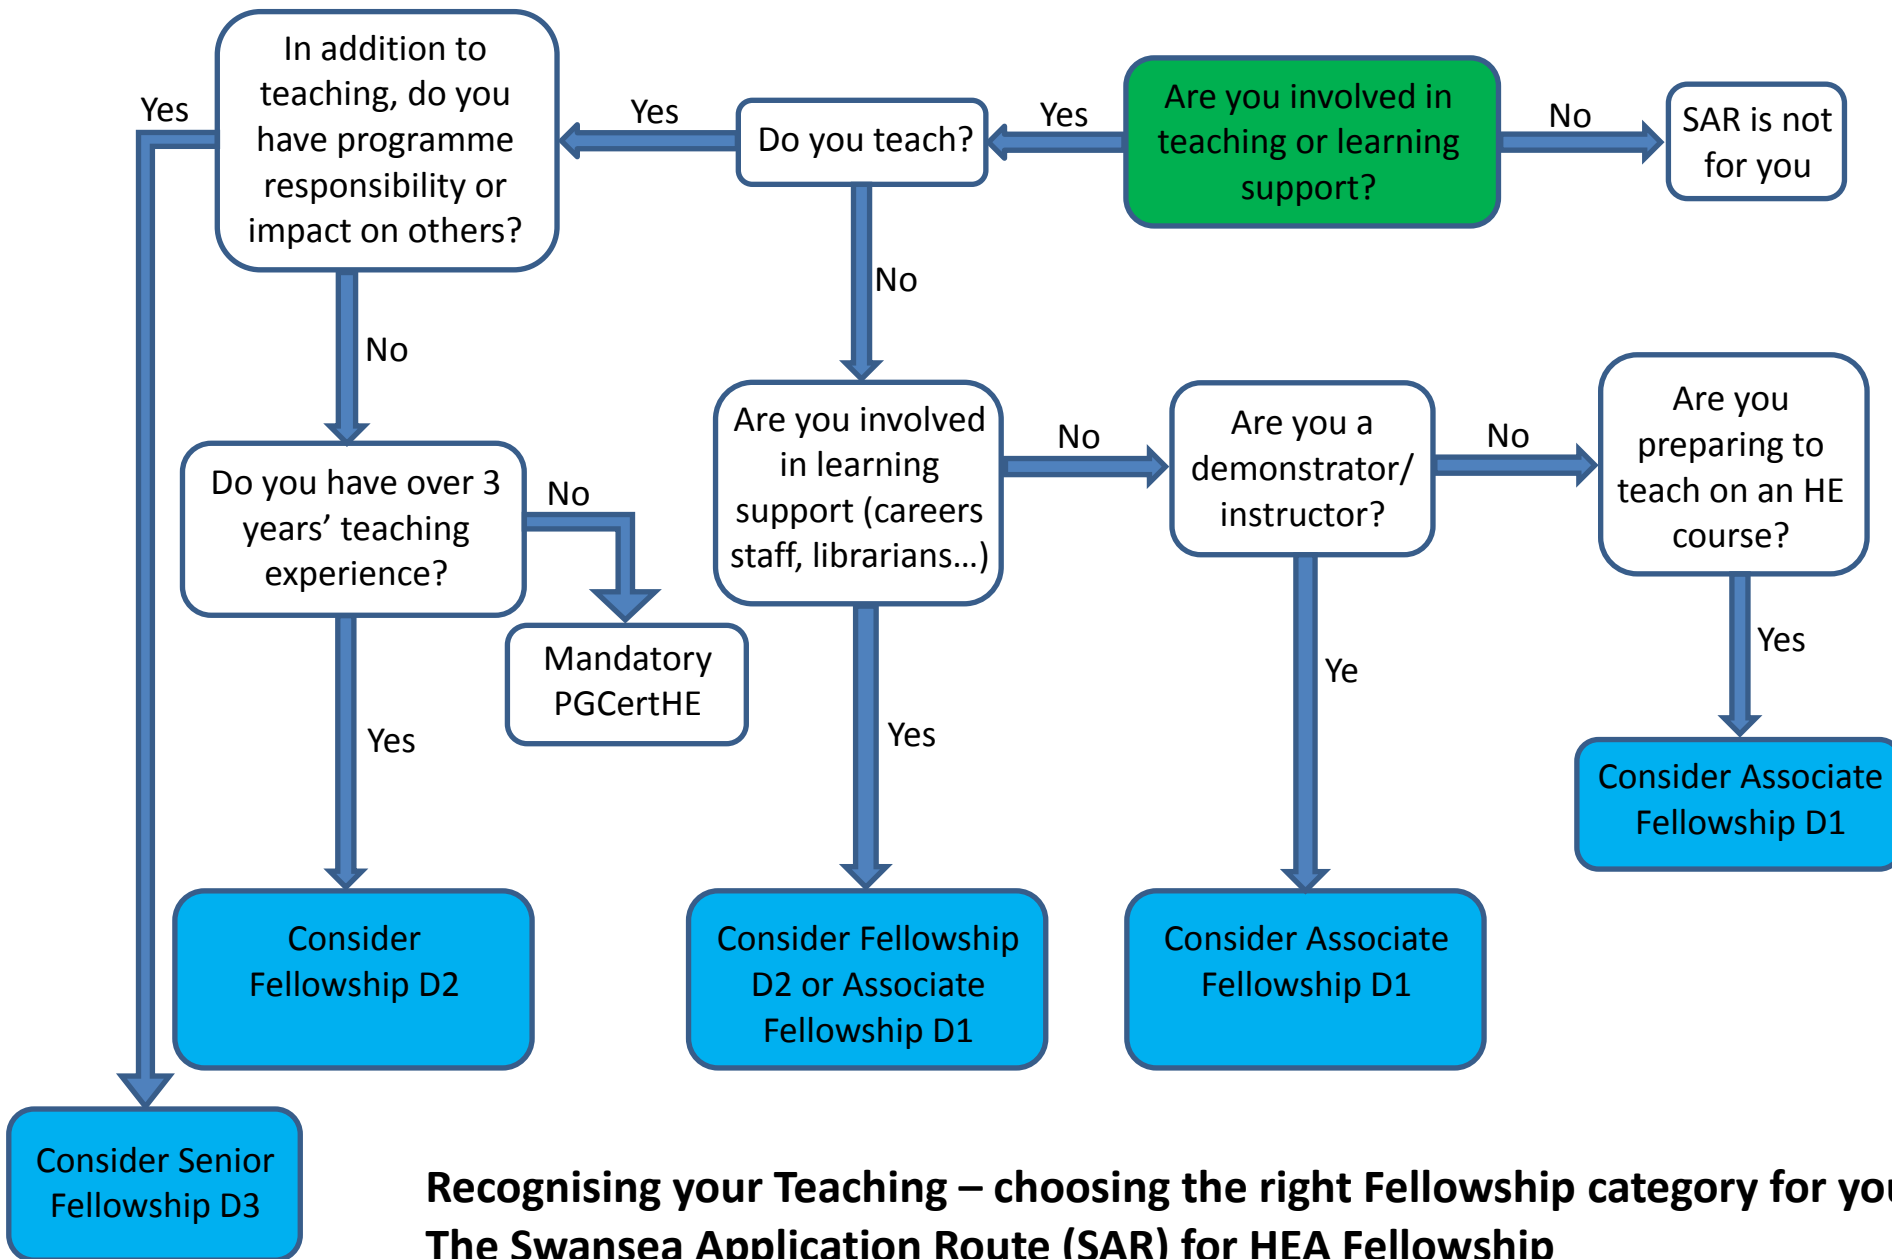 In addition to
teaching, do you
have programme
responsibility or
impact on others?
Yes
Yes
Do you teach?
Yes
Are you involved in
teaching or learning
support?
No
SAR is not
for you
No
No
Do you have over 3
years’ teaching
experience?
No
Mandatory
PGCertHE
Yes
Are you involved
in learning
support (careers
staff, librarians...)
No
Are you a
demonstrator/
instructor?
No
Are you
preparing to
teach on an HE
course?
Yes
Ye
Yes
Consider Associate
Fellowship D1
Consider
Fellowship D2
Consider Fellowship
D2 or Associate
Fellowship D1
Consider Associate
Fellowship D1
Consider Senior
Fellowship D3
Recognising your Teaching – choosing the right Fellowship category for you
The Swansea Application Route (SAR) for HEA Fellowship